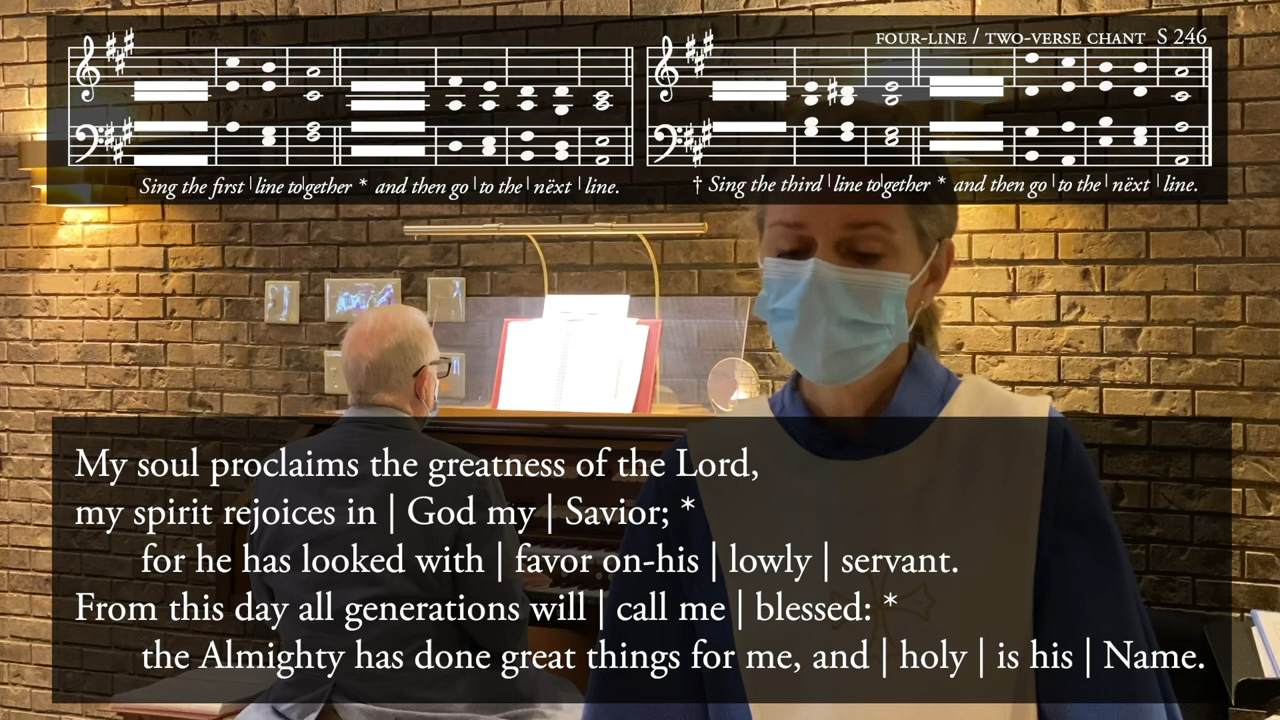 FOUR-LINE / TWO-VERSE CHANT S 246
Sing the first | line to|gether * and then go | to the | nëxt | line.
† Sing the third | line to|gether * and then go | to the | nëxt | line.
My soul proclaims the greatness of the Lord,
my spirit rejoices in | God my | Savior; *
for he has looked with | favor on-his | lowly | servant.
From this day all generations will | call me | blessed: *
the Almighty has done great things for me, and | holy | is his | Name.